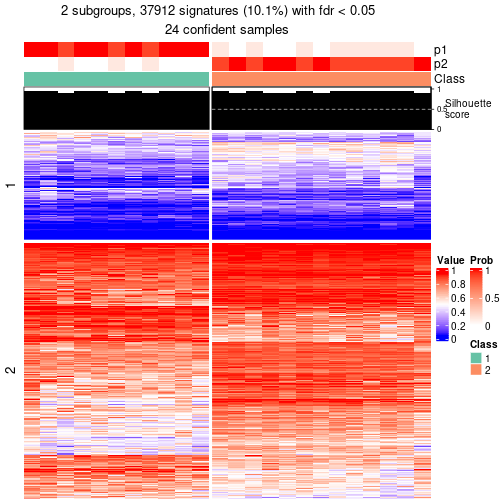 2 subgroups, 37912 signatures (10.1%) with fdr < 0.05
24 confident samples
p1
p2
Class
1
0.5
0
Silhouette
score
1
2
Value
1
0.8
0.6
0.4
0.2
0
Prob
1
0.5
0
Class
1
2